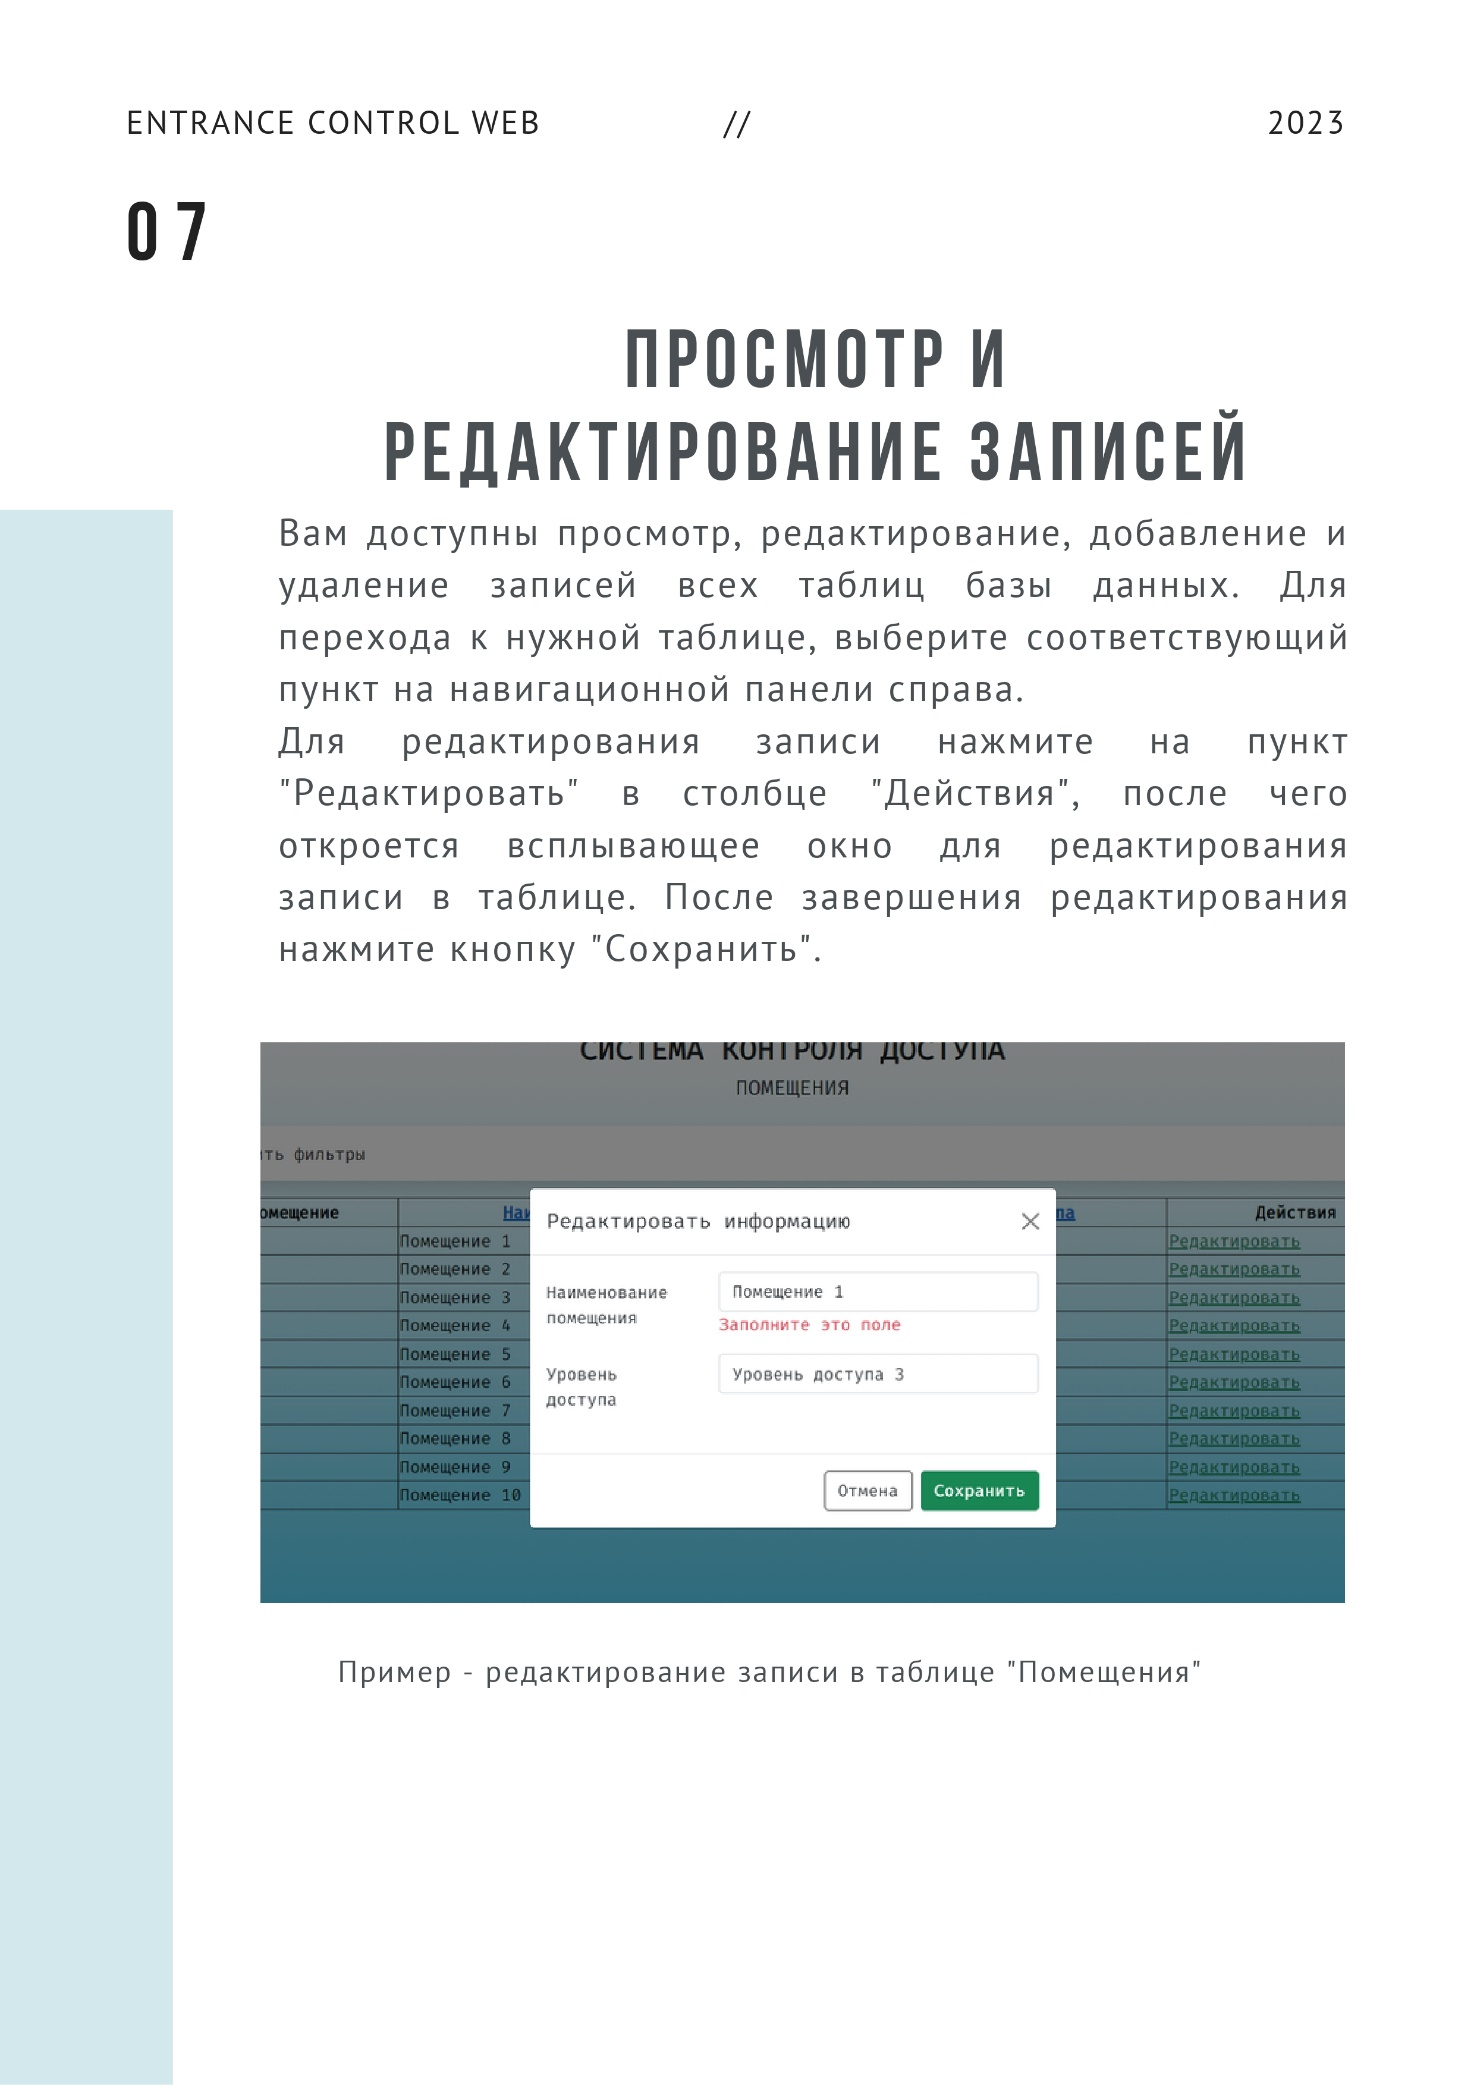 ENTRANCE CONTROL WEB // 2023
07
ПРОСМОТР И
РЕДАКТИРОВАНИЕ ЗАПИСЕЙ
Вам доступны просмотр, редактирование, добавление и
удаление записей всех таблиц базы данных. Для
перехода к нужной таблице, выберите соответствующий
пункт на навигационной панели справа.
Для редактирования записи нажмите на пункт
"Редактировать" в столбце "Действия", после чего
откроется всплывающее окно для редактирования
записи в таблице. После завершения редактирования
нажмите кнопку "Сохранить".
СИСТЕМА КОНТРОЛЯ ДОСТУПА
ПОМЕЩЕНИЯ
фильтры
Действия
Помещение 1 Редактировать
Помещение 2 Редактировать
Помещение 3 Редактировать
Помещение 4 Редактировать
Помещение 5 Редактировать
Помещение 6 Редактировать
Помещение 7 Редактировать
Помещение 8 Редактировать
Помещение 9 Редактировать
Помещение 10 Редактировать
Редактировать информацию
Наименование
помещения
Помещение 1
Заполните это поле
Уровень
доступа
Уровень доступа 3
Отмена Сохранить
Пример - редактирование записи в таблице "Помещения"